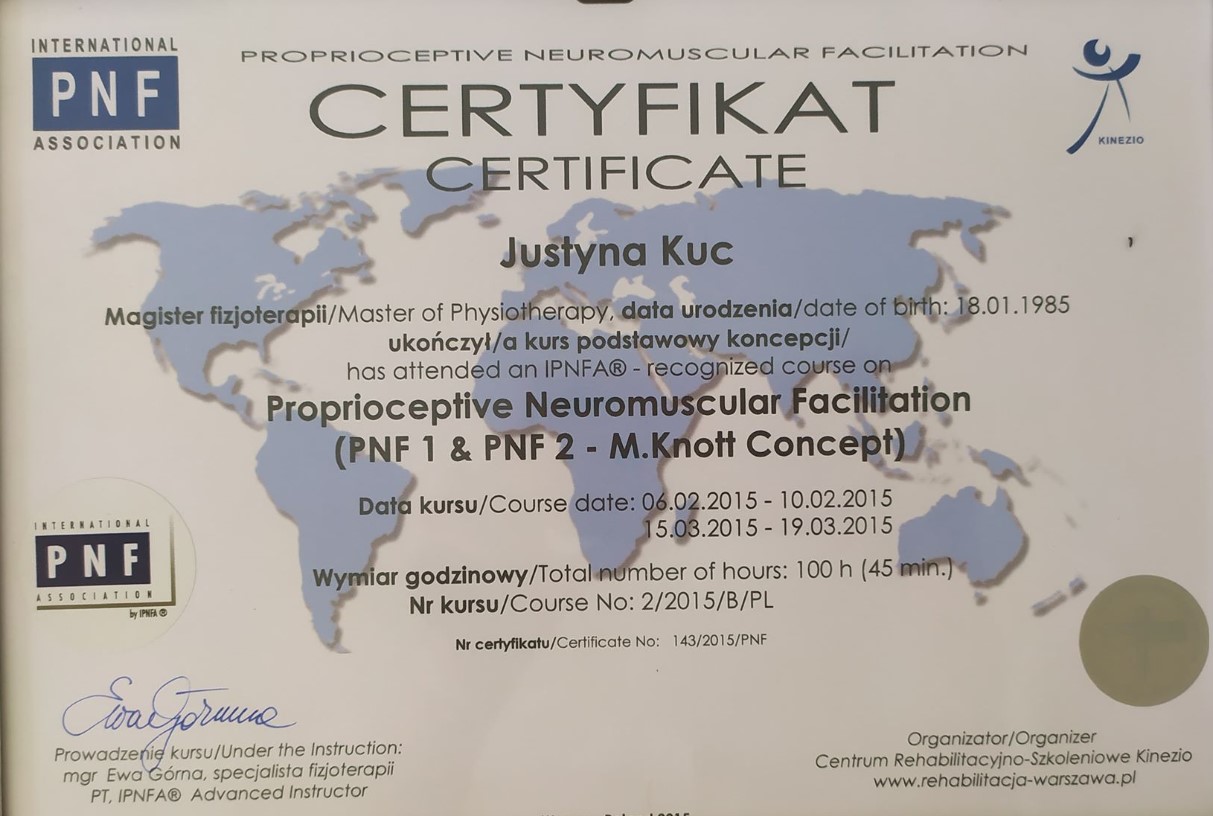 INTERNATIONAL
PNF
ASSOCIATION
PROPRIOCEPTIVE NEUROMUSCULAR FACILITATION
CERTYFIKAT
CERTIFICATE
KINEZIO
Justyna Kuc
Magister fizjoterapii/Master of Physiotherapy, data urodzenia/date of birth: 18.01.1985
ukończył/a kurs podstawowy koncepcji/
has attended an IPNFA® - recognized course on
Proprioceptive Neuromuscular Facilitation
(PNF 1 & PNF 2 - M.Knott Concept)
Data kursu/Course date: 06.02.2015 - 10.02.2015
15.03.2015 - 19.03.2015
Wymiar godzinowy/Total number of hours: 100 h (45 min.)
Nr kursu/Course No: 2/2015/B/PL
Nr certyfikatu/Certificate No: 143/2015/PNF
INTERNATIONAL
PNF
ASSOCIATION
by IPNFA®
Ewa Górna
Prowadzenie kursu/Under the Instruction:
mgr Ewa Górna, specjalista fizjoterapii
PT, IPNFA® Advanced Instructor
Organizator/Organizer
Centrum Rehabilitacyjno-Szkoleniowe Kinezio
www.rehabilitacja-warszawa.pl